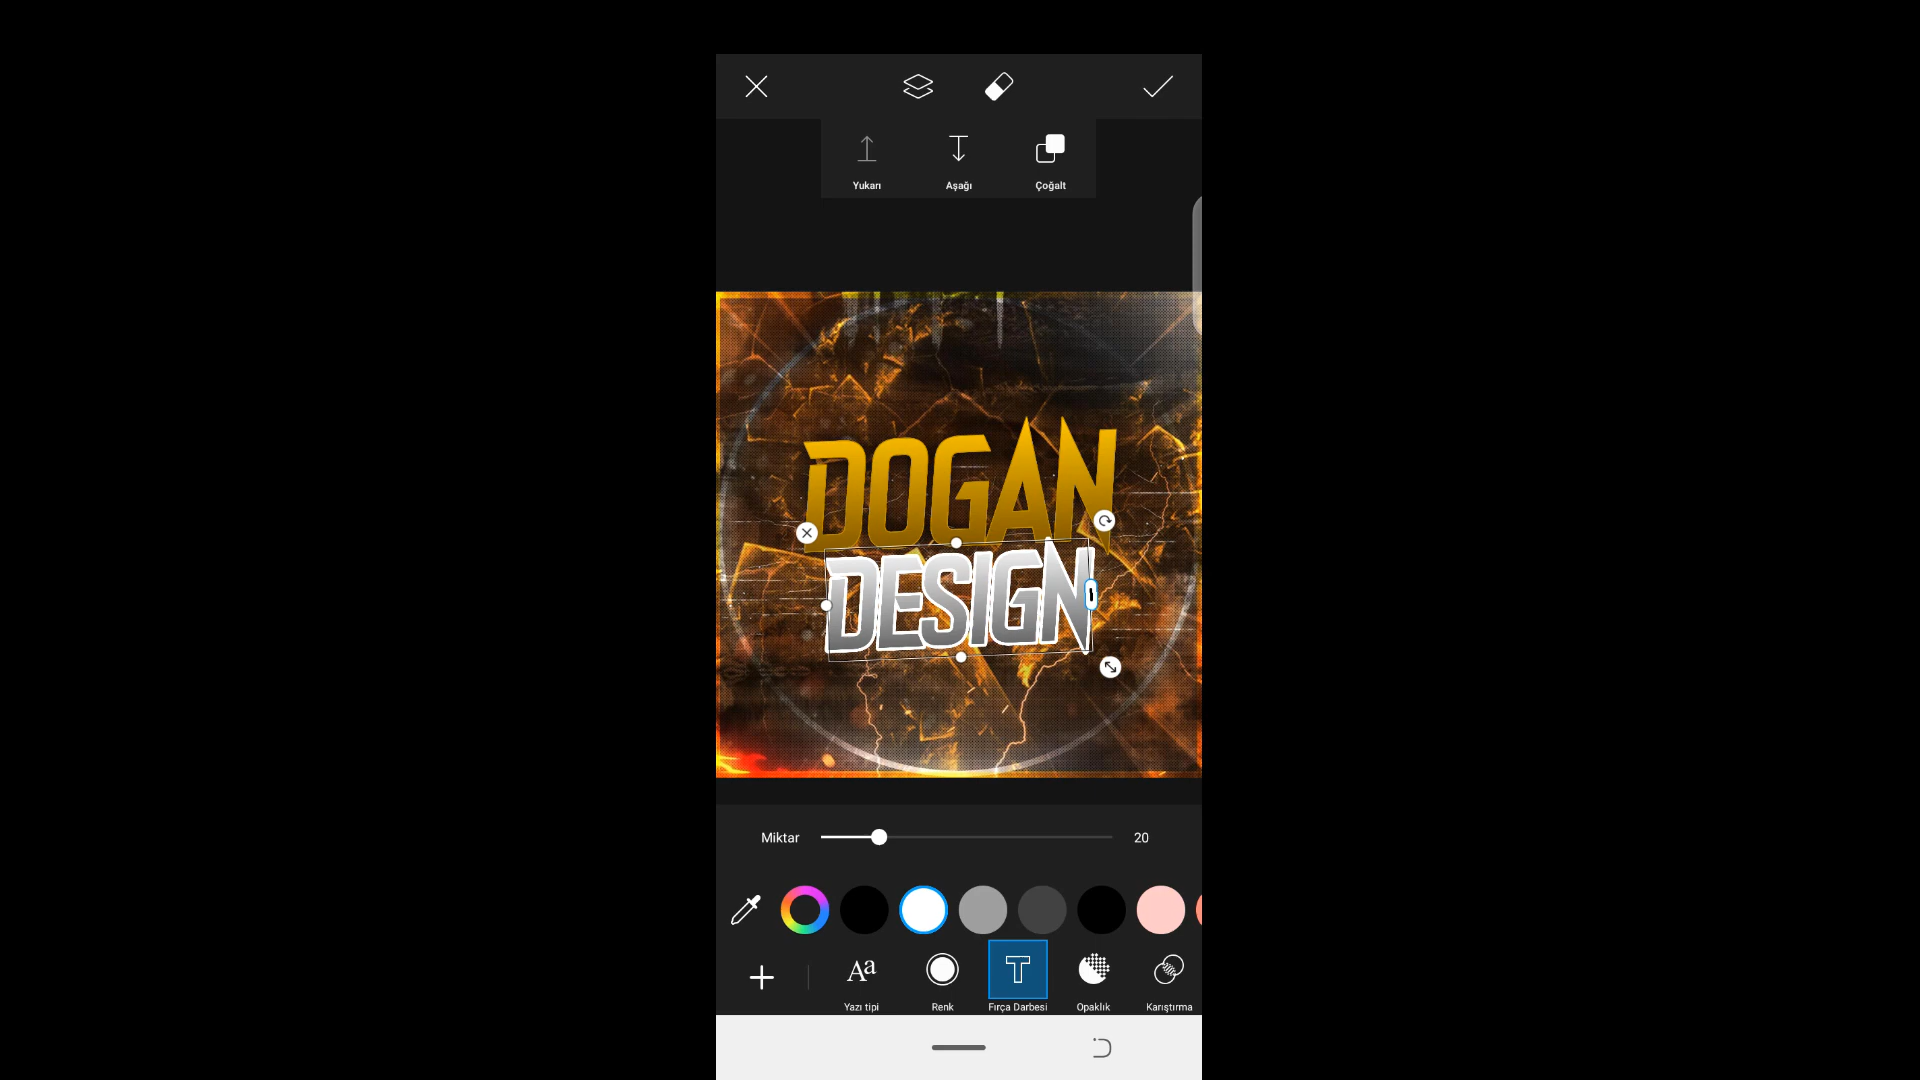 Yukarı Aşağı Çoğalt
DOGAN
DESIGN
Miktar 20
Yazı tipi Renk Fırça Darbesi Opaklık Karıştırma